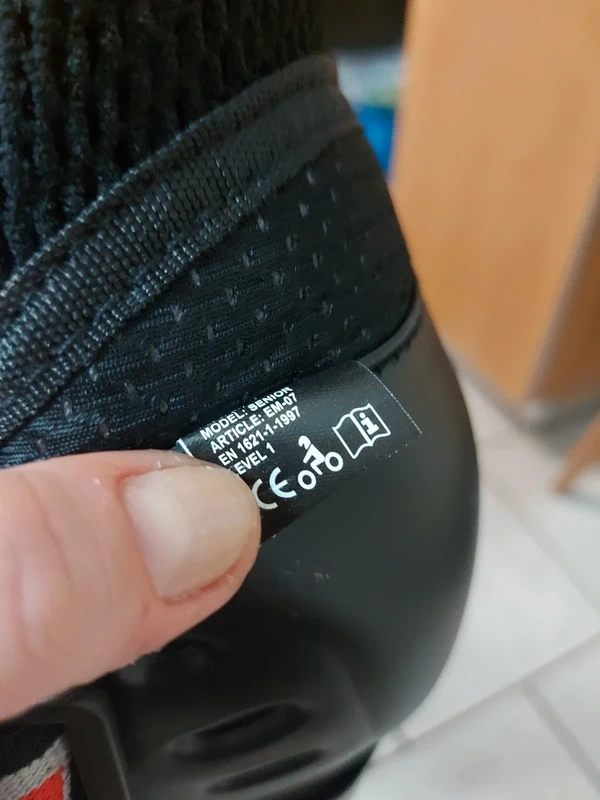 MODEL: SENIOR
ARTICLE: EM-07
EN 1621-1-1997
LEVEL 1
CE
i